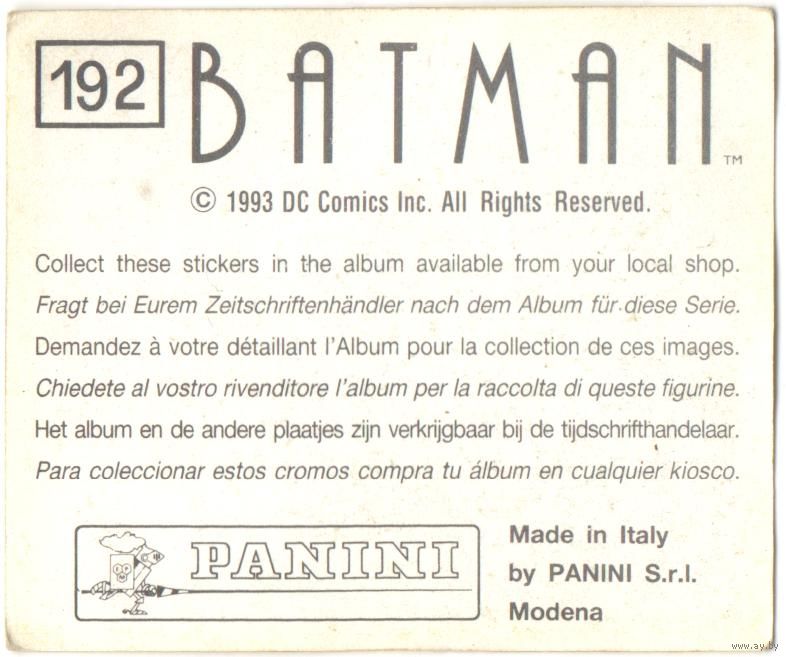 192
BATMAN™
© 1993 DC Comics Inc. All Rights Reserved.
Collect these stickers in the album available from your local shop.
Fragt bei Eurem Zeitschriftenhändler nach dem Album für diese Serie.
Demandez à votre détaillant l'Album pour la collection de ces images.
Chiedete al vostro rivenditore l'album per la raccolta di queste figurine.
Het album en de andere plaatjes zijn verkrijgbaar bij de tijdschrifthandelaar.
Para coleccionar estos cromos compra tu álbum en cualquier kiosco.
PANINI
Made in Italy
by PANINI S.r.l.
Modena
www.ay.by